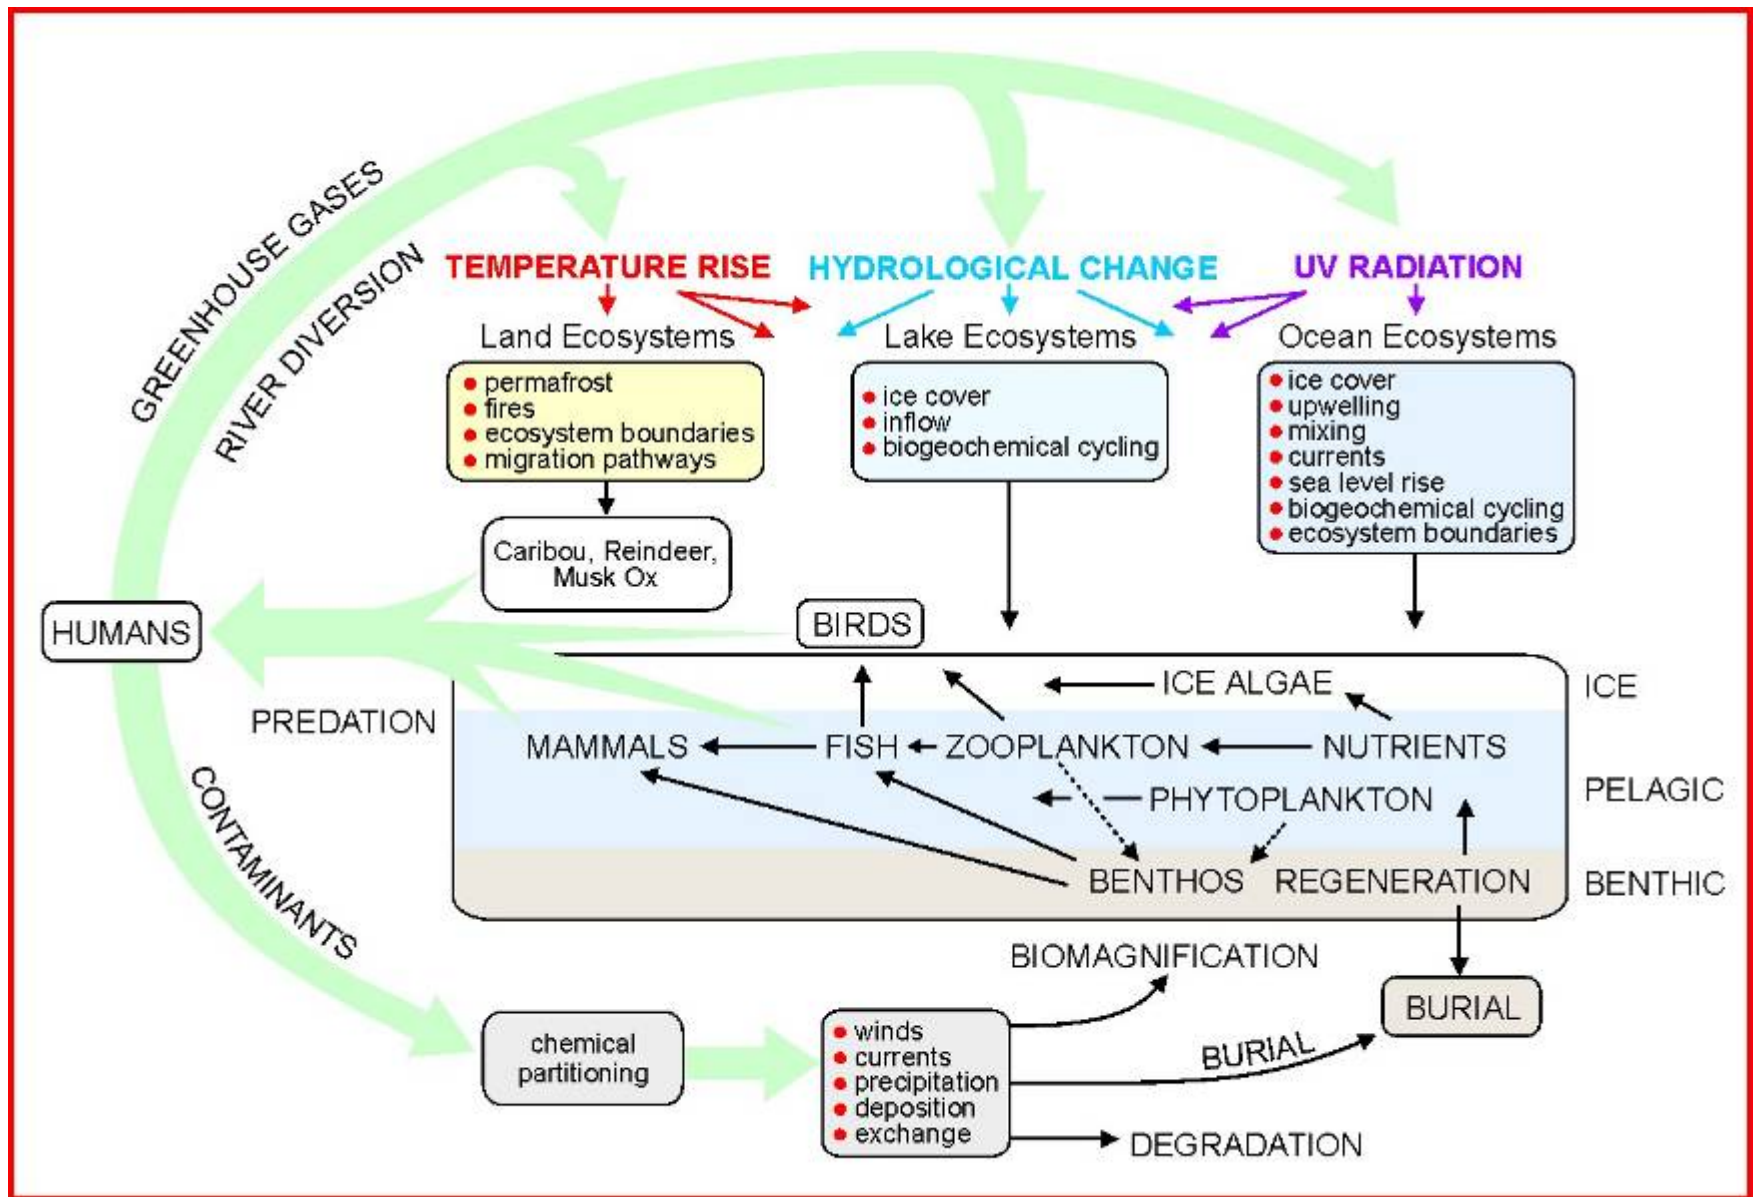 GREENHOUSE GASES
RIVER DIVERSION
TEMPERATURE RISE
HYDROLOGICAL CHANGE
UV RADIATION
Land Ecosystems
Lake Ecosystems
Ocean Ecosystems
permafrost
fires
ecosystem boundaries
migration pathways
ice cover
inflow
biogeochemical cycling
ice cover
upwelling
mixing
currents
sea level rise
biogeochemical cycling
ecosystem boundaries
Caribou, Reindeer,
Musk Ox
HUMANS
BIRDS
ICE ALGAE
ICE
PREDATION
MAMMALS
FISH
ZOOPLANKTON
NUTRIENTS
PHYTOPLANKTON
PELAGIC
BENTHOS
REGENERATION
BENTHIC
CONTAMINANTS
BIOMAGNIFICATION
BURIAL
chemical
partitioning
winds
currents
precipitation
deposition
exchange
BURIAL
DEGRADATION